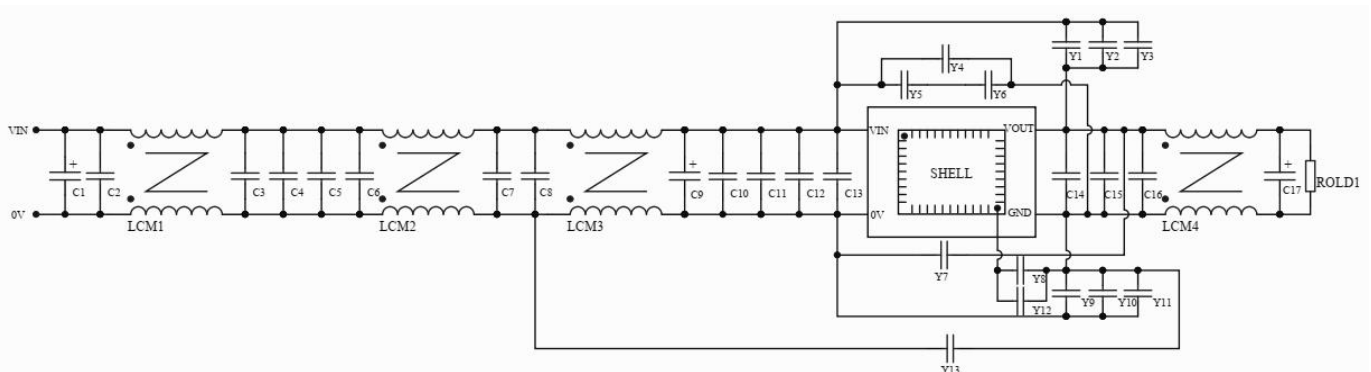 Y1 Y2 Y3
Y4
Y5 Y6
VIN VIN VOUT
+ + SHELL +
C1 C2 C3 C4 C5 C6 C7 C8 C9 C10 C11 C12 C13 C14 C15 C16 C17 ROLD1
0V 0V GND
LCM1 LCM2 LCM3 LCM4
Y7 Y8
Y12 Y9 Y10 Y11
Y13